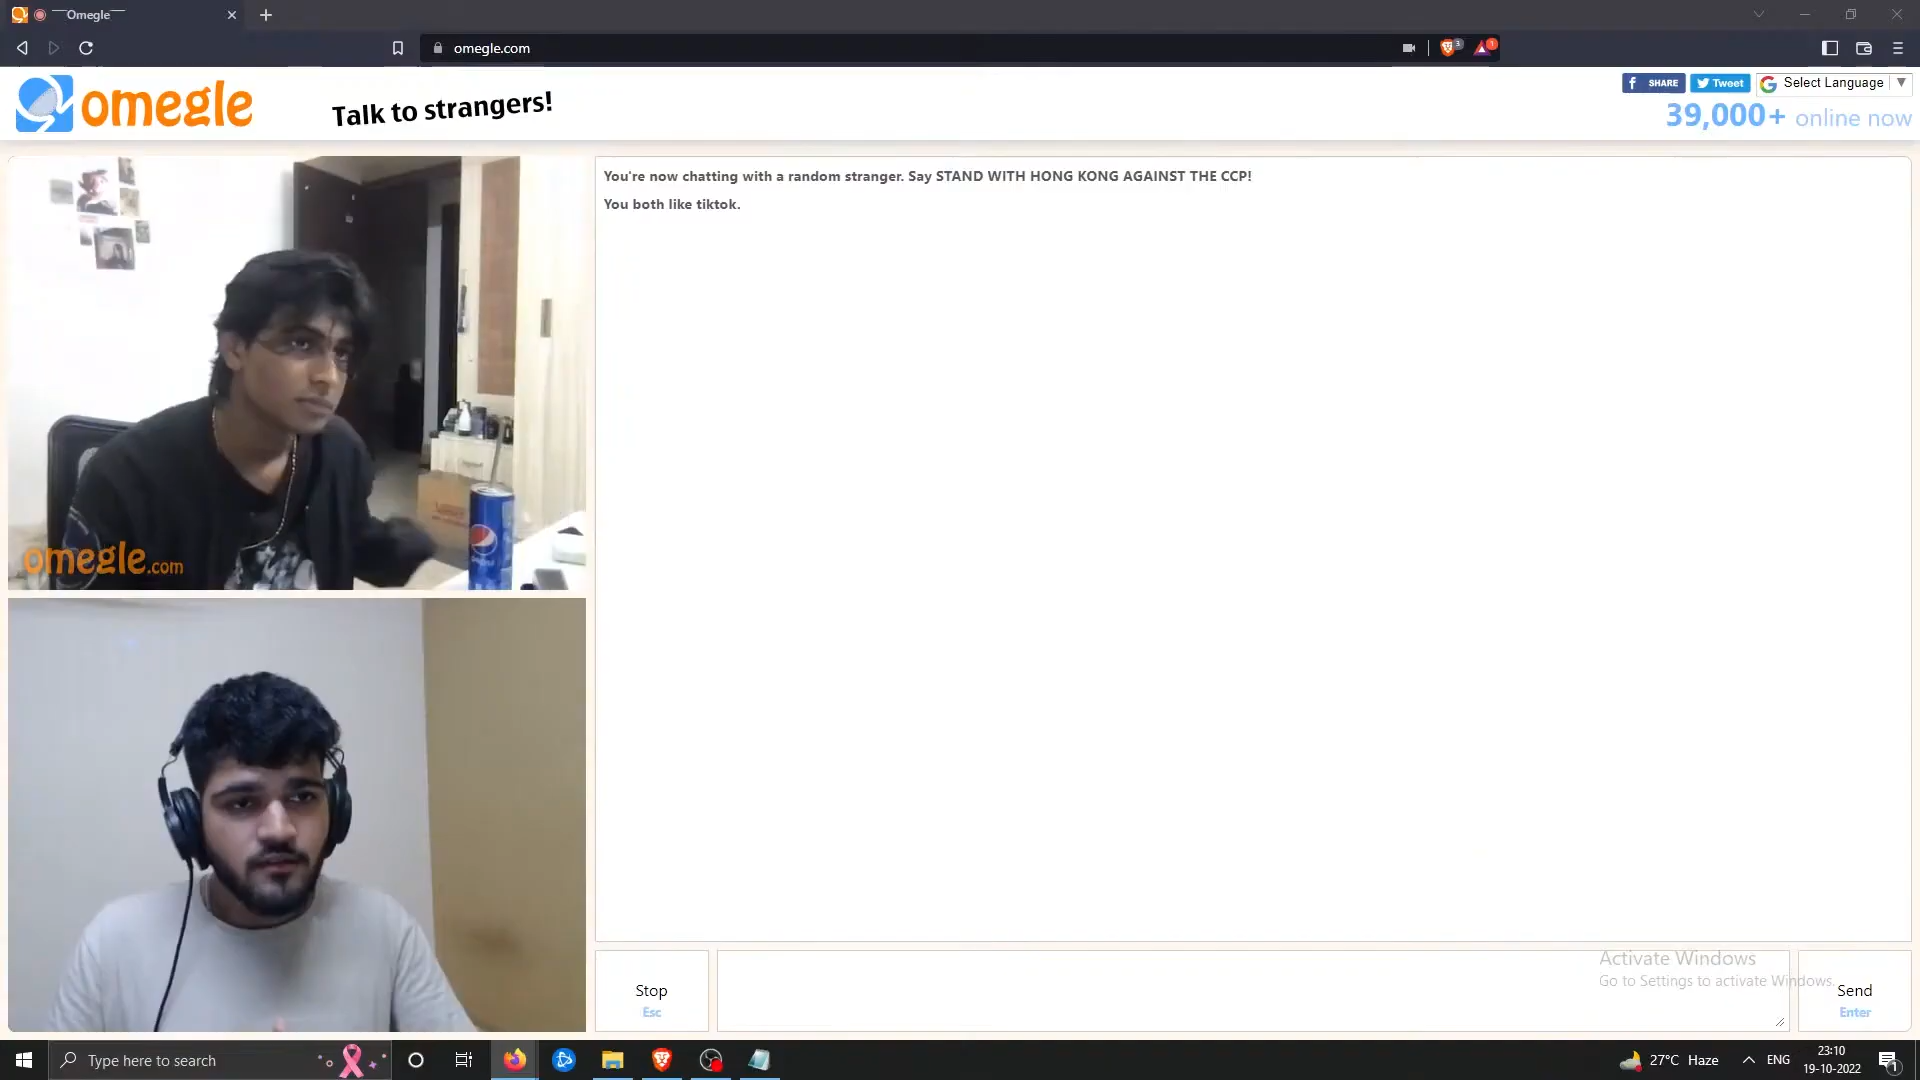 Omegle
omegle.com
3
1
omegle
Talk to strangers!
SHARE
Tweet
Select Language
39,000+ online now
You're now chatting with a random stranger. Say STAND WITH HONG KONG AGAINST THE CCP!
You both like tiktok.
omegle.com
Stop
Esc
Activate Windows
Go to Settings to activate Windows.
Send
Enter
Type here to search
27°C Haze
ENG
23:10
19-10-2022
1